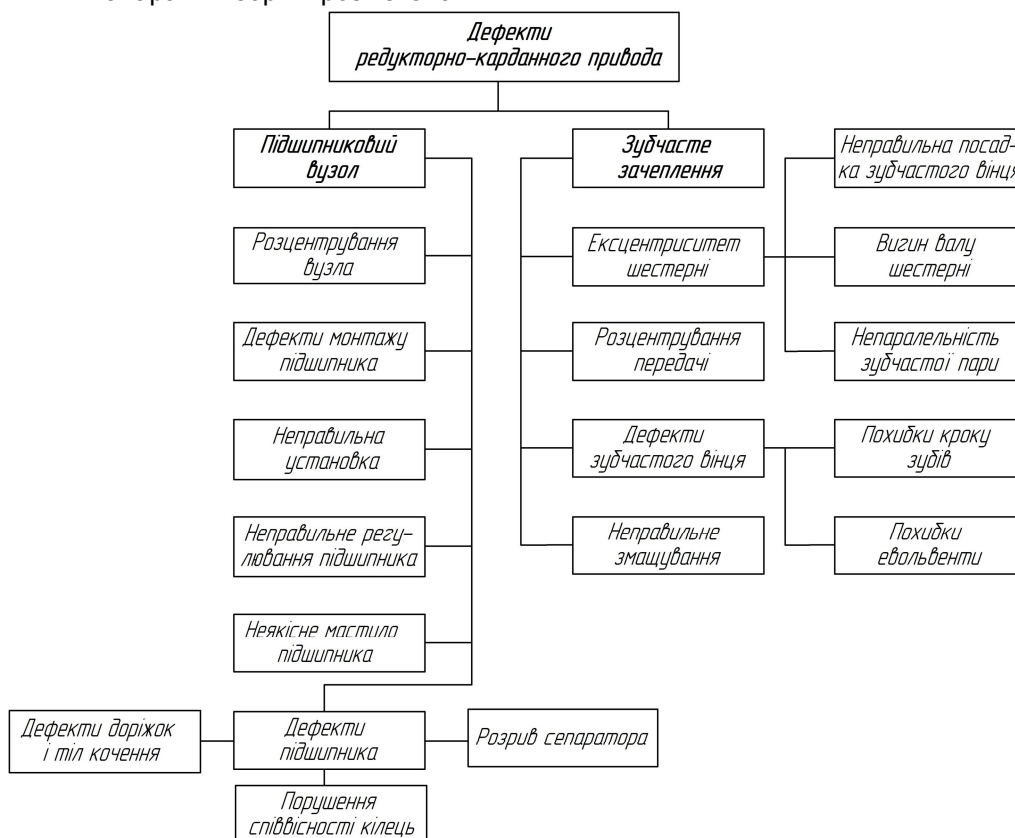 Дефекти
редукторно-карданного привода
Підшипниковий
вузол
Зубчасте
зачеплення
Неправильна посад-
ка зубчастого вінця
Розцентрування
вузла
Ексцентриситет
шестерні
Вигин валу
шестерні
Дефекти монтажу
підшипника
Розцентрування
передачі
Непаралельність
зубчастої пари
Неправильна
установка
Дефекти
зубчастого вінця
Похибки кроку
зубів
Неправильне регу-
лювання підшипника
Неправильне
змащування
Похибки
евольвенти
Неякісне мастило
підшипника
Дефекти доріжок
і тіл кочення
Дефекти
підшипника
Розрив сепаратора
Порушення
співвісності кілець